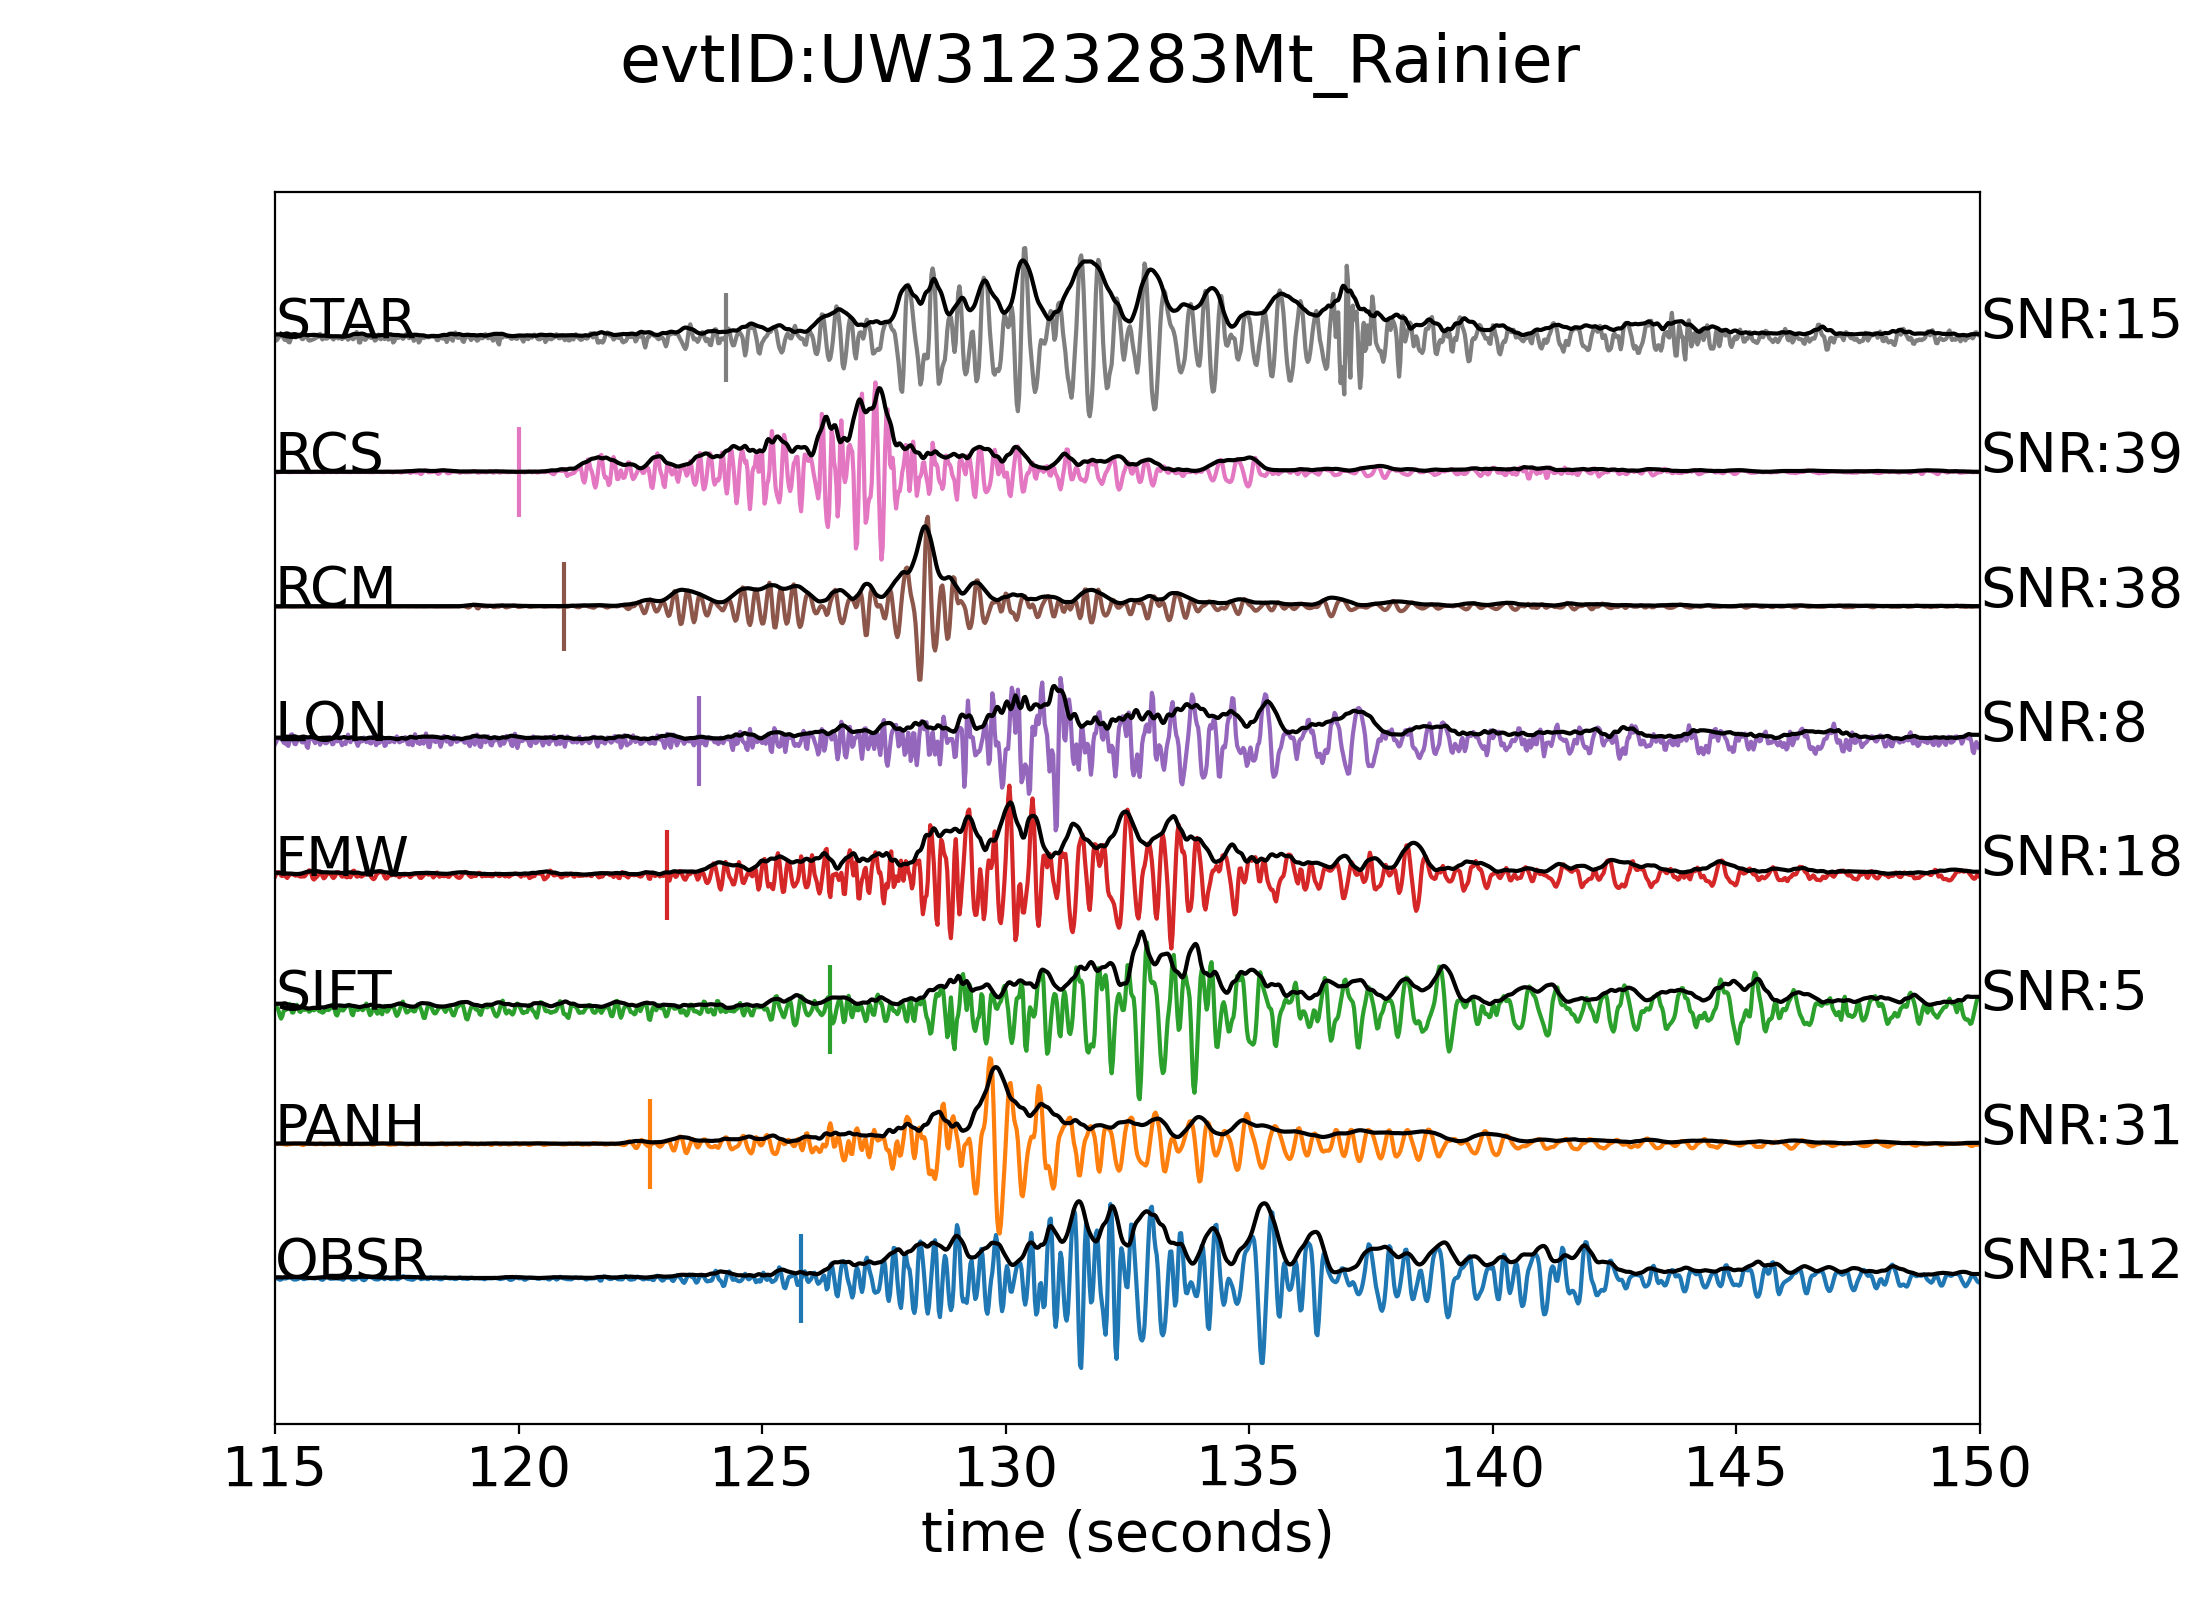 evtID:UW3123283Mt_Rainier
STAR SNR:15
RCS SNR:39
RCM SNR:38
LON SNR:8
FMW SNR:18
SIFT SNR:5
PANH SNR:31
OBSR SNR:12
115 120 125 130 135 140 145 150
time (seconds)